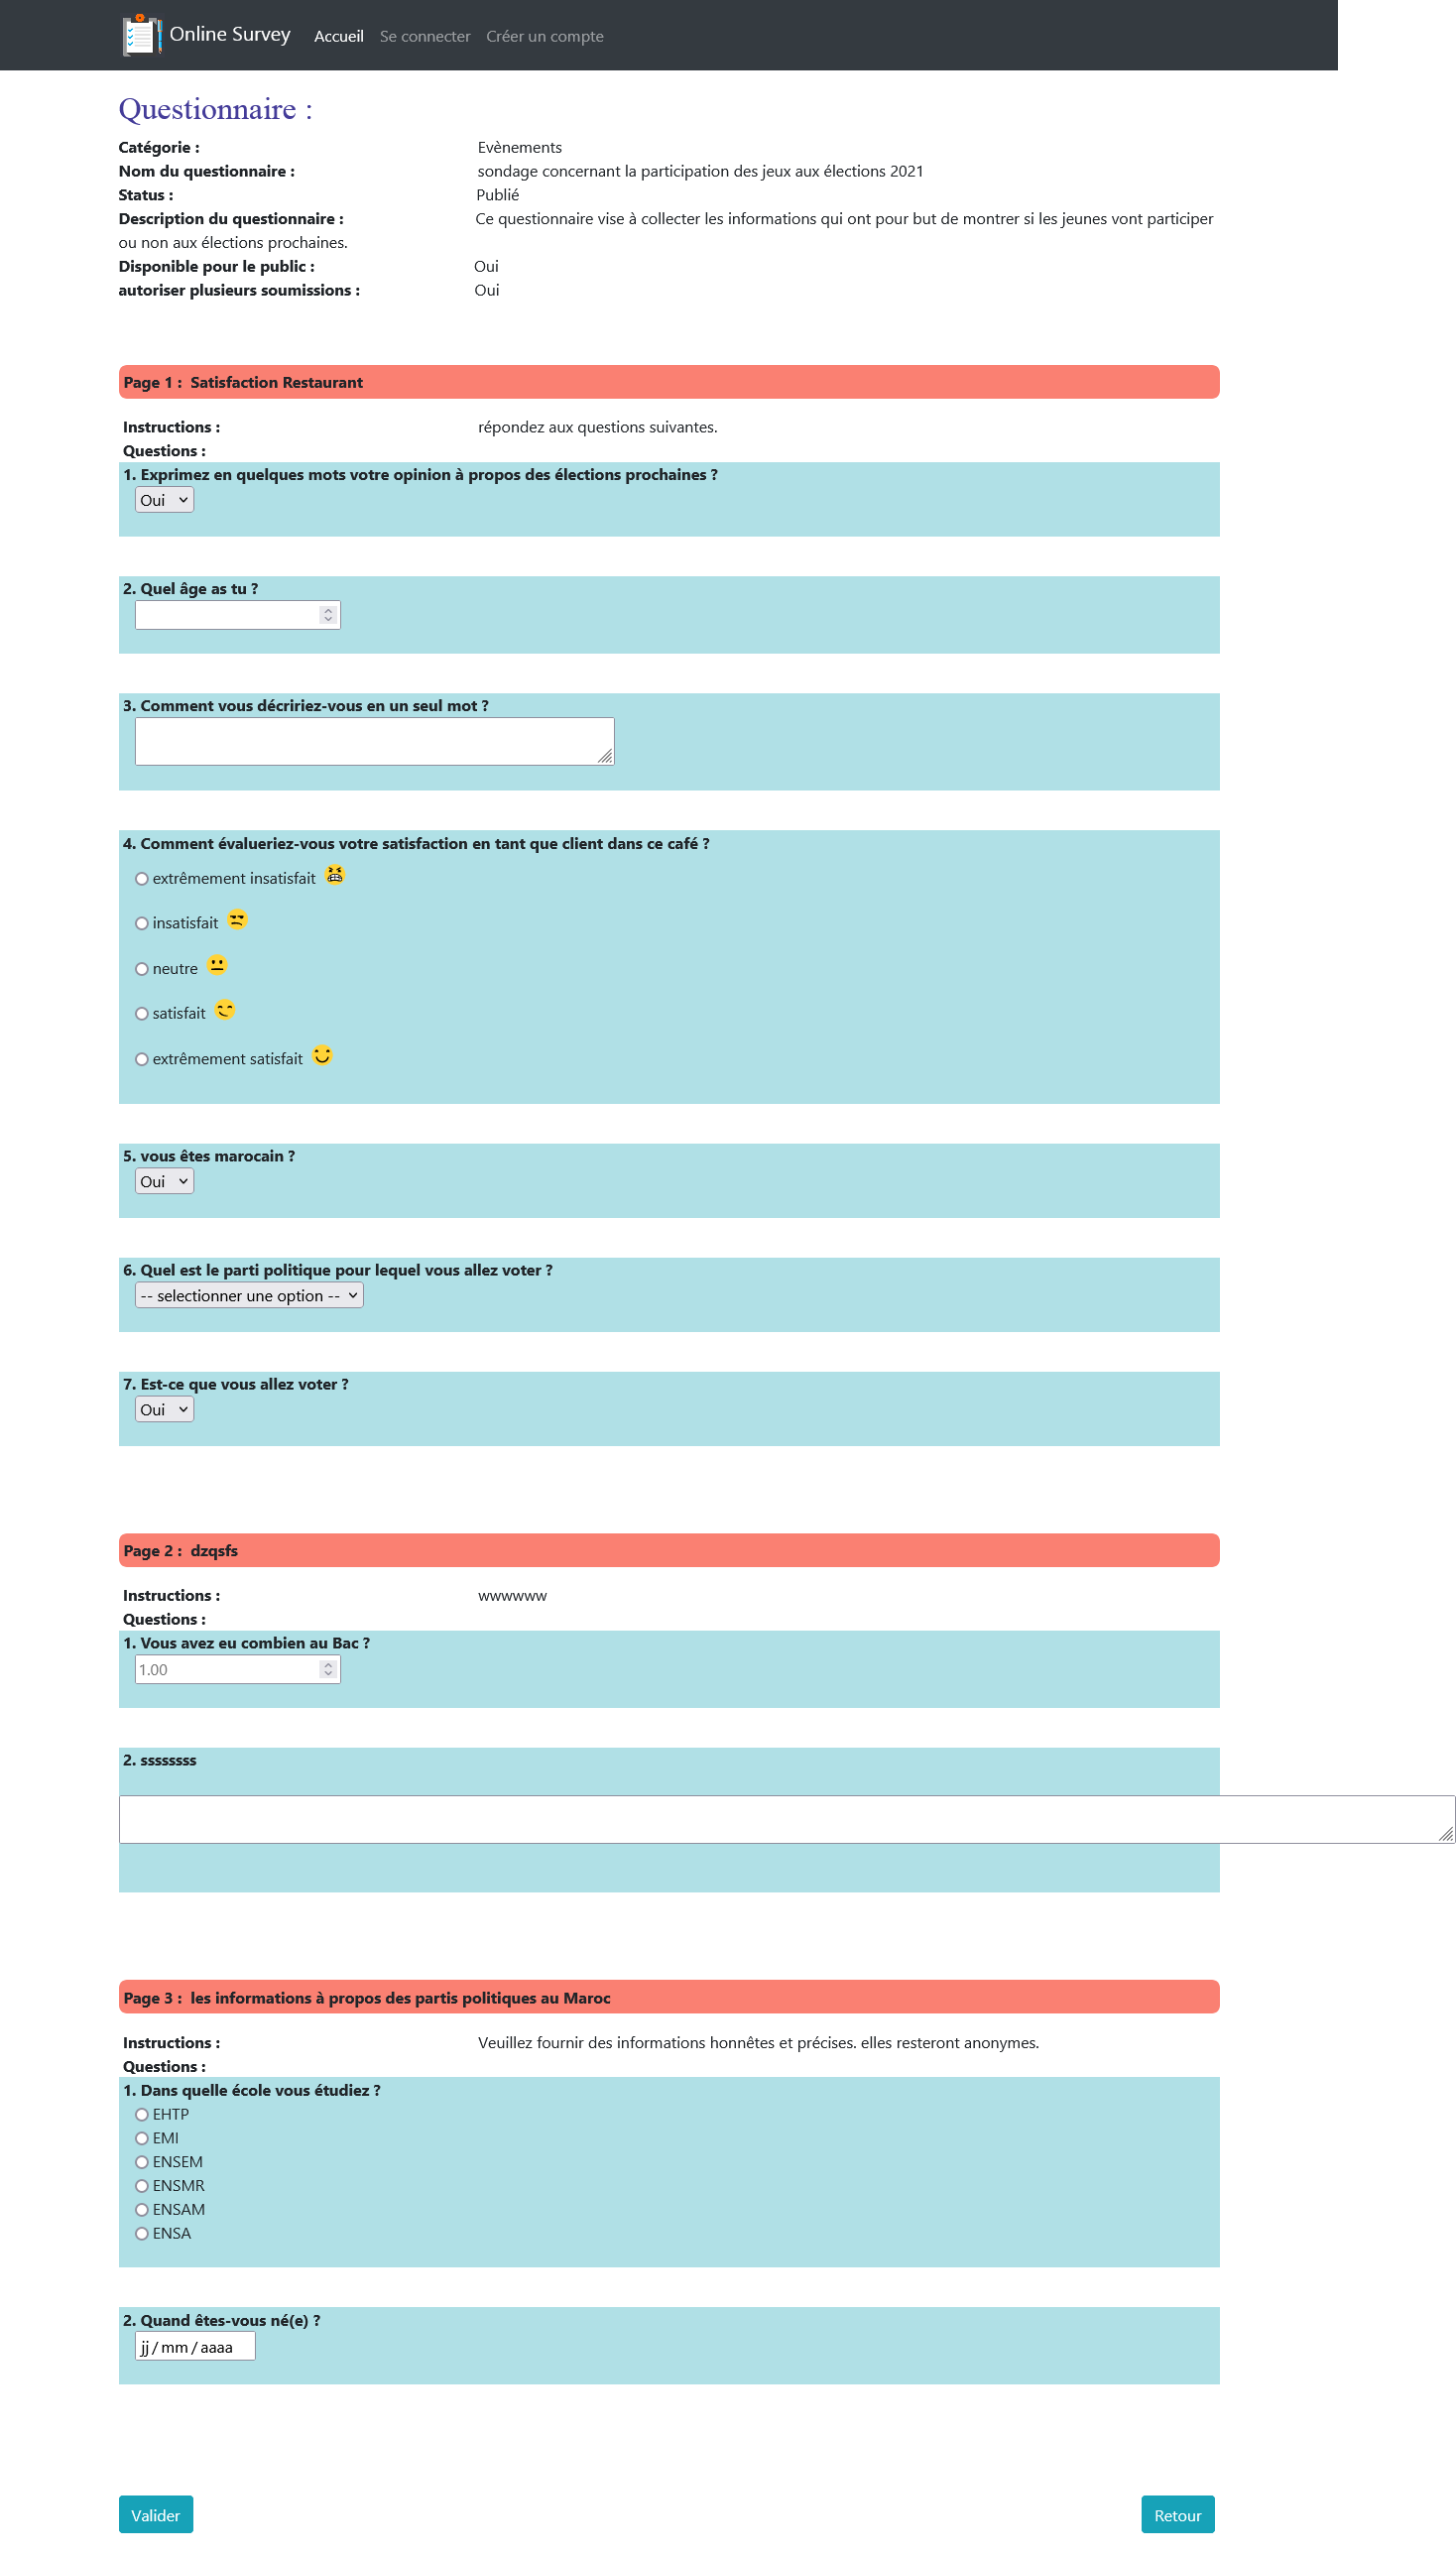 Online Survey Accueil Se connecter Créer un compte
Questionnaire :
Catégorie : Evènements
Nom du questionnaire : sondage concernant la participation des jeux aux élections 2021
Status : Publié
Description du questionnaire : Ce questionnaire vise à collecter les informations qui ont pour but de montrer si les jeunes vont participer
ou non aux élections prochaines.
Disponible pour le public : Oui
autoriser plusieurs soumissions : Oui
Page 1 : Satisfaction Restaurant
Instructions : répondez aux questions suivantes.
Questions :
1. Exprimez en quelques mots votre opinion à propos des élections prochaines ?
Oui
2. Quel âge as tu ?
3. Comment vous décririez-vous en un seul mot ?
4. Comment évalueriez-vous votre satisfaction en tant que client dans ce café ?
extrêmement insatisfait
insatisfait
neutre
satisfait
extrêmement satisfait
5. vous êtes marocain ?
Oui
6. Quel est le parti politique pour lequel vous allez voter ?
-- selectionner une option --
7. Est-ce que vous allez voter ?
Oui
Page 2 : dzqsfs
Instructions : wwwwww
Questions :
1. Vous avez eu combien au Bac ?
1.00
2. ssssssss
Page 3 : les informations à propos des partis politiques au Maroc
Instructions : Veuillez fournir des informations honnêtes et précises. elles resteront anonymes.
Questions :
1. Dans quelle école vous étudiez ?
EHTP
EMI
ENSEM
ENSMR
ENSAM
ENSA
2. Quand êtes-vous né(e) ?
jj / mm / aaaa
Valider Retour